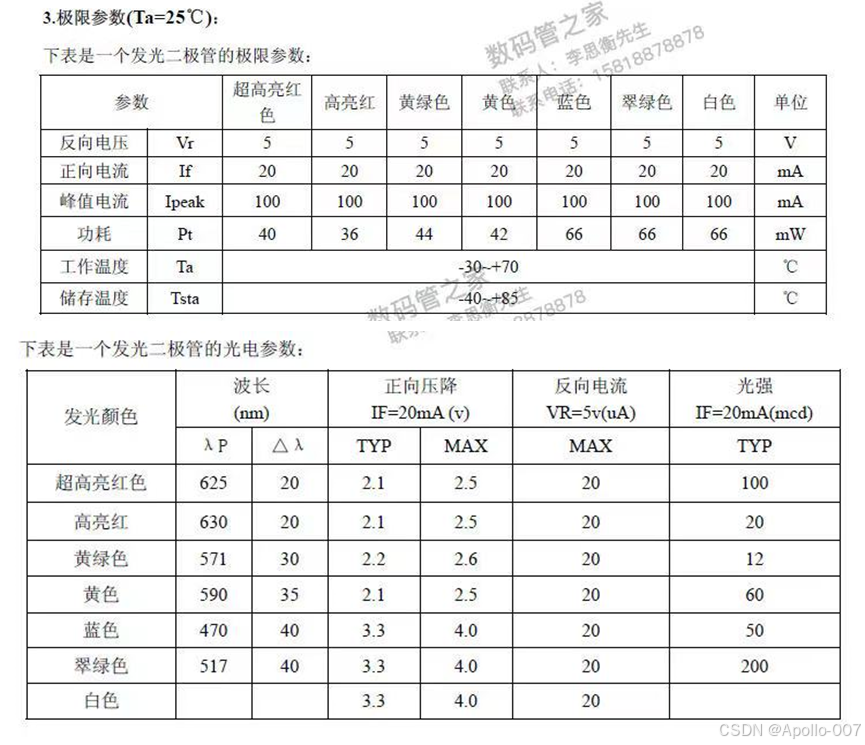 3.极限参数(Ta=25℃):
下表是一个发光二极管的极限参数:
参数 超高亮红色 高亮红 黄绿色 黄色 蓝色 翠绿色 白色 单位
反向电压 Vr 5 5 5 5 5 5 5 V
正向电流 If 20 20 20 20 20 20 20 mA
峰值电流 Ipeak 100 100 100 100 100 100 100 mA
功耗 Pt 40 36 44 42 66 66 66 mW
工作温度 Ta -30~+70 ℃
储存温度 Tsta -40~+85 ℃
数码管之家
联系人:李思衡先生
联系电话:15818878878
数码管之家
李思衡先生
8878878
下表是一个发光二极管的光电参数:
发光颜色 波长 (nm) 正向压降 IF=20mA (v) 反向电流 VR=5v(uA) 光强 IF=20mA(mcd)
λP △λ TYP MAX MAX TYP
超高亮红色 625 20 2.1 2.5 20 100
高亮红 630 20 2.1 2.5 20 20
黄绿色 571 30 2.2 2.6 20 12
黄色 590 35 2.1 2.5 20 60
蓝色 470 40 3.3 4.0 20 50
翠绿色 517 40 3.3 4.0 20 200
白色 3.3 4.0 20
CSDN @Apollo-007